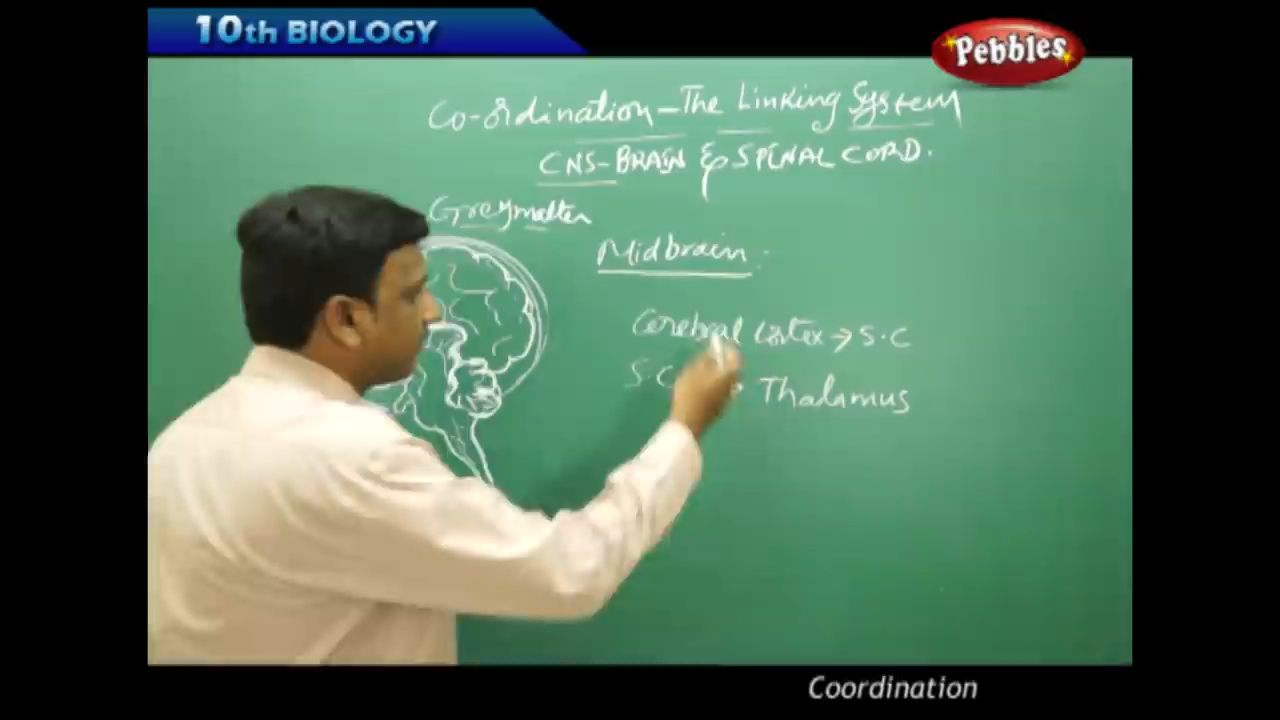 10th BIOLOGY
Pebbles
Co-ordination - The Linking System
CNS - BRAIN & SPINAL CORD.
Greymatter
Midbrain :
Cerebral Cortex → S.C
S.C Thalamus
Coordination